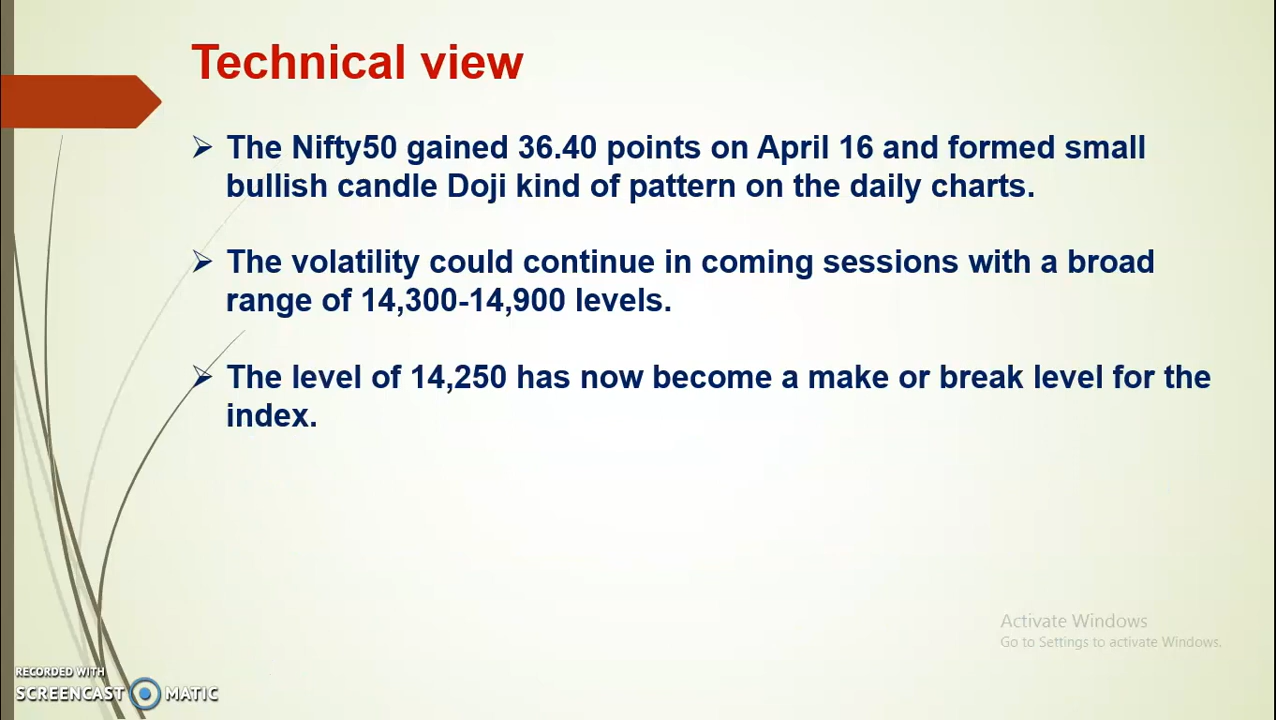 Technical view
The Nifty50 gained 36.40 points on April 16 and formed small
bullish candle Doji kind of pattern on the daily charts.
The volatility could continue in coming sessions with a broad
range of 14,300-14,900 levels.
The level of 14,250 has now become a make or break level for the
index.
Activate Windows
Go to Settings to activate Windows.
RECORDED WITH
SCREENCAST MATIC